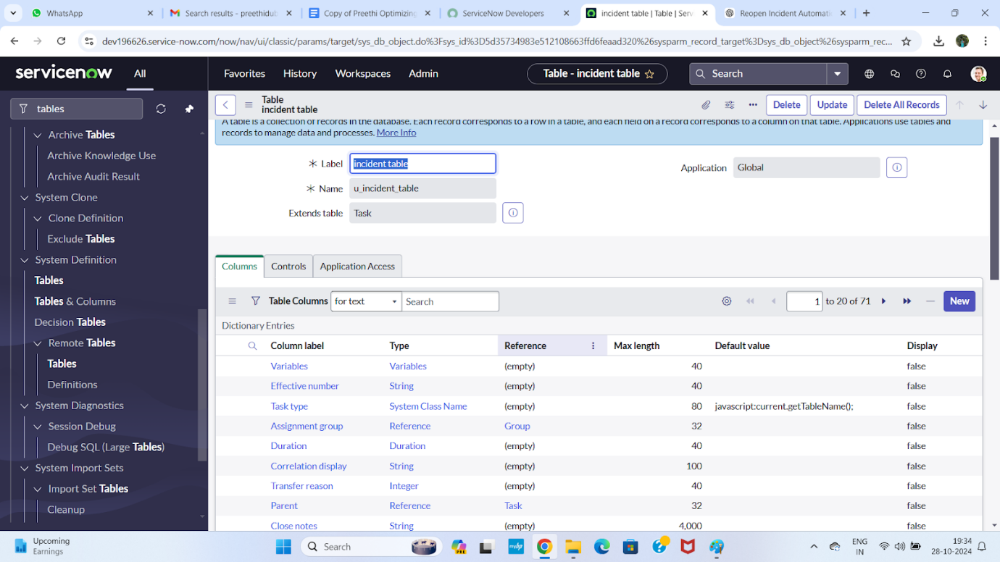 WhatsApp
Search results - preethidub
Copy of Preethi Optimizing
ServiceNow Developers
incident table | Table | Serv
Reopen Incident Automati
dev196626.service-now.com/now/nav/ui/classic/params/target/sys_db_object.do%3Fsys_id%3D5d35734983e512108663ffd6feaad320%26sysparm_record_target%3Dsys_db_object%26sysparm_rec...
servicenow
All
Favorites
History
Workspaces
Admin
Table - incident table
Search
tables
Archive Tables
Archive Knowledge Use
Archive Audit Result
System Clone
Clone Definition
Exclude Tables
System Definition
Tables
Tables & Columns
Decision Tables
Remote Tables
Tables
Definitions
System Diagnostics
Session Debug
Debug SQL (Large Tables)
System Import Sets
Import Set Tables
Cleanup
Table
incident table
Delete
Update
Delete All Records
A table is a collection of records in the database. Each record corresponds to a row in a table, and each field on a record corresponds to a column on that table. Applications use tables and
records to manage data and processes. More Info
Label incident table
Application Global
Name u_incident_table
Extends table Task
Columns
Controls
Application Access
Table Columns for text Search 1 to 20 of 71 New
Dictionary Entries
Column label Type Reference Max length Default value Display
Variables Variables (empty) 40 false
Effective number String (empty) 40 false
Task type System Class Name (empty) 80 javascript:current.getTableName(); false
Assignment group Reference Group 32 false
Duration Duration (empty) 40 false
Correlation display String (empty) 100 false
Transfer reason Integer (empty) 40 false
Parent Reference Task 32 false
Close notes String (empty) 4,000 false
Upcoming
Earnings
Search
PRE
myhp
ENG
IN
19:34
28-10-2024